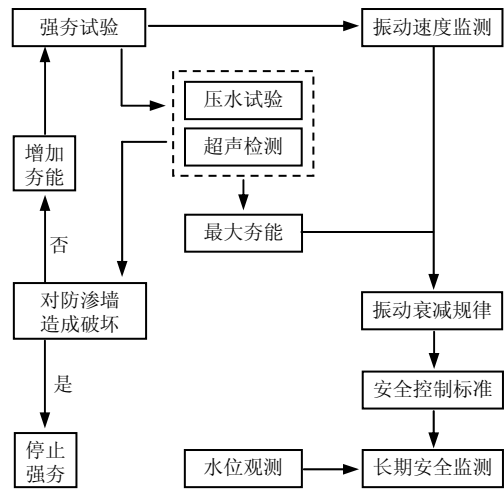 强夯试验
振动速度监测
压水试验
超声检测
增加
夯能
最大夯能
否
对防渗墙
造成破坏
振动衰减规律
是
安全控制标准
停止
强夯
水位观测
长期安全监测